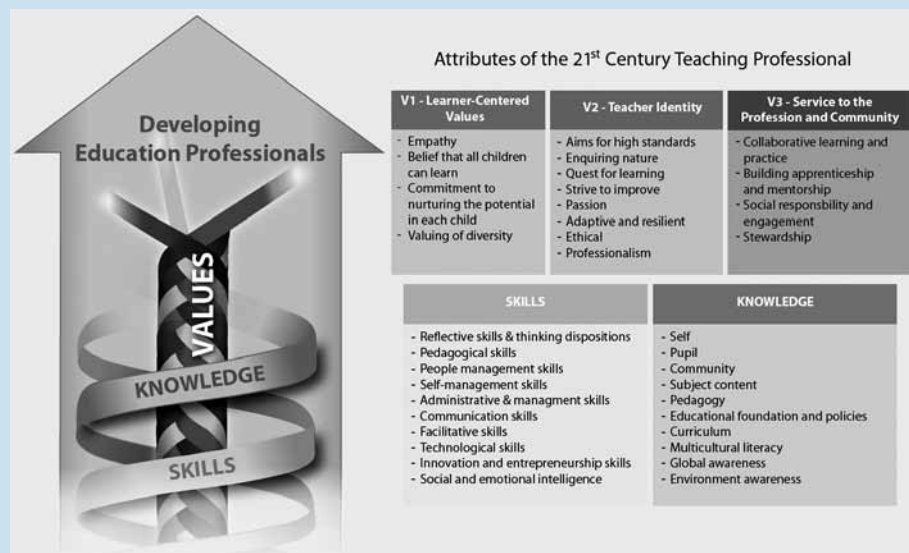 Developing
Education Professionals
VALUES
KNOWLEDGE
SKILLS
Attributes of the 21st Century Teaching Professional
V1 - Learner-Centered
Values
- Empathy
- Belief that all children
can learn
- Commitment to
nurturing the potential
in each child
- Valuing of diversity
V2 - Teacher Identity
- Aims for high standards
- Enquiring nature
- Quest for learning
- Strive to improve
- Passion
- Adaptive and resilient
- Ethical
- Professionalism
V3 - Service to the
Profession and Community
- Collaborative learning and
practice
- Building apprenticeship
and mentorship
- Social responsbility and
engagement
- Stewardship
SKILLS
- Reflective skills & thinking dispositions
- Pedagogical skills
- People management skills
- Self-management skills
- Administrative & managment skills
- Communication skills
- Facilitative skills
- Technological skills
- Innovation and entrepreneurship skills
- Social and emotional intelligence
KNOWLEDGE
- Self
- Pupil
- Community
- Subject content
- Pedagogy
- Educational foundation and policies
- Curriculum
- Multicultural literacy
- Global awareness
- Environment awareness